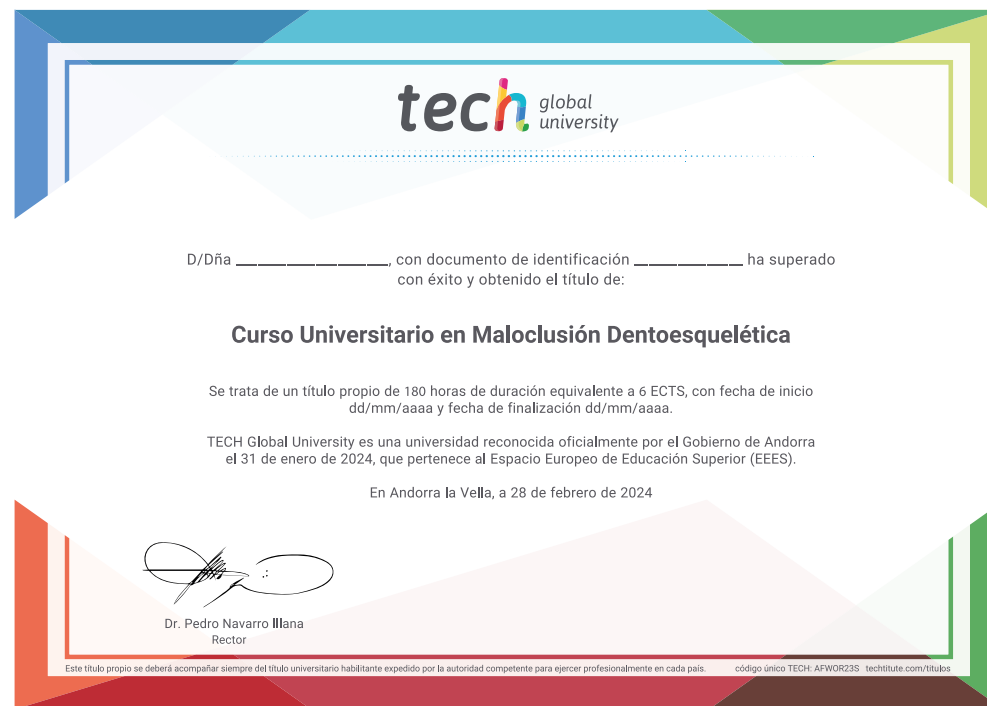 tech global university
D/Dña ______________________, con documento de identificación _______________ ha superado
con éxito y obtenido el título de:
Curso Universitario en Maloclusión Dentoesquelética
Se trata de un título propio de 180 horas de duración equivalente a 6 ECTS, con fecha de inicio
dd/mm/aaaa y fecha de finalización dd/mm/aaaa.
TECH Global University es una universidad reconocida oficialmente por el Gobierno de Andorra
el 31 de enero de 2024, que pertenece al Espacio Europeo de Educación Superior (EEES).
En Andorra la Vella, a 28 de febrero de 2024
Dr. Pedro Navarro Illana
Rector
Este título propio se deberá acompañar siempre del título universitario habilitante expedido por la autoridad competente para ejercer profesionalmente en cada país. código único TECH: AFWOR23S techtitute.com/titulos